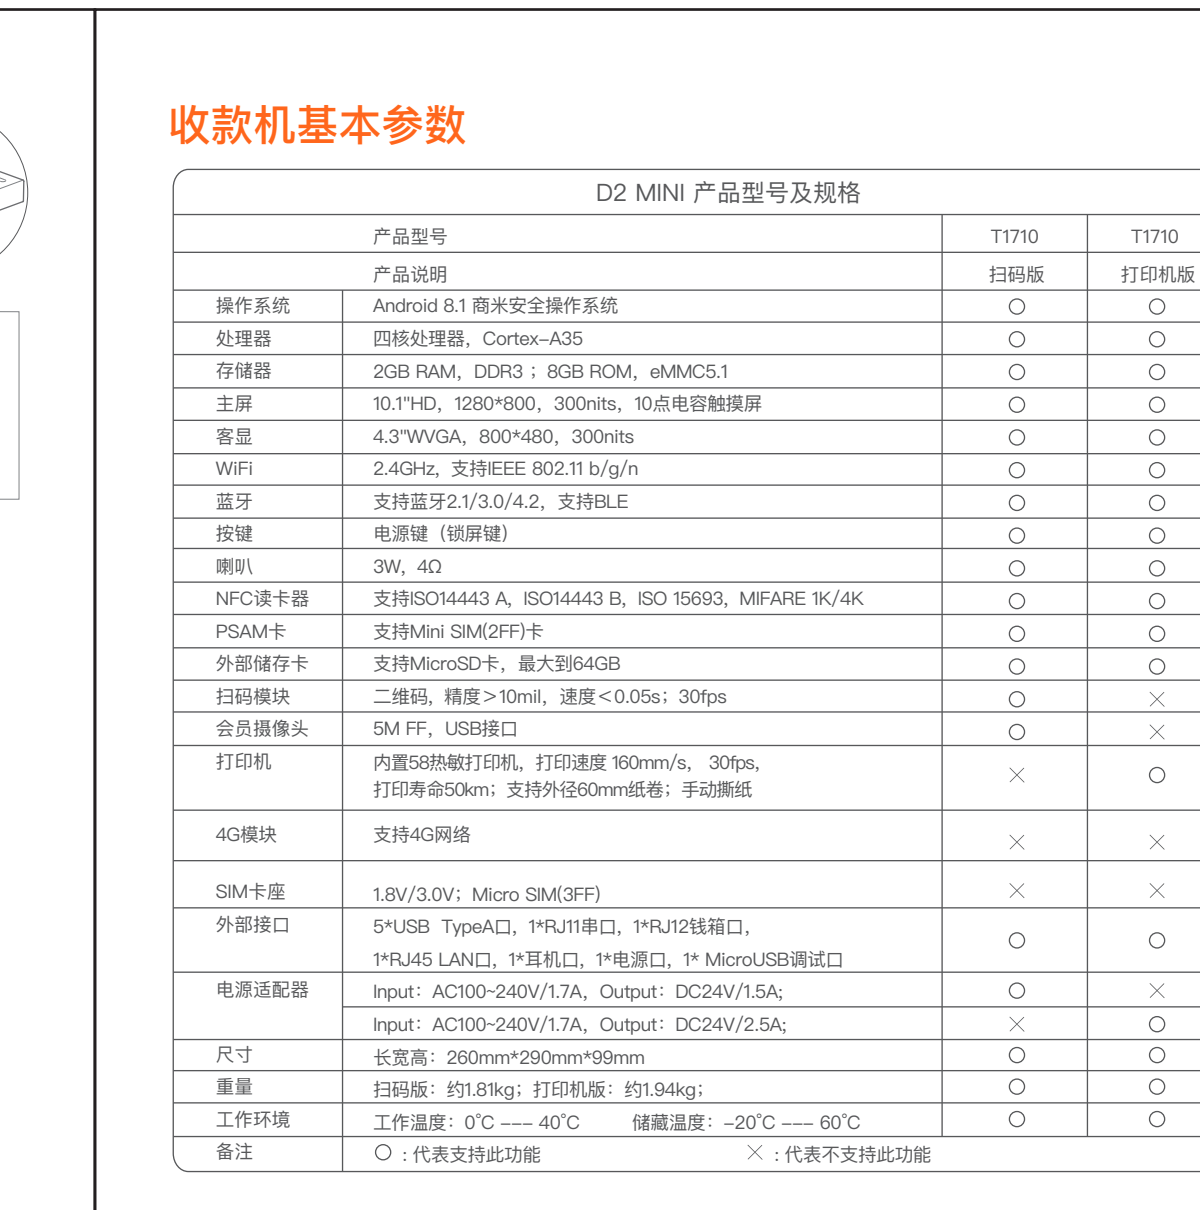 收款机基本参数
D2 MINI 产品型号及规格
产品型号 T1710 T1710
产品说明 扫码版 打印机版
操作系统 Android 8.1 商米安全操作系统 ○ ○
处理器 四核处理器，Cortex-A35 ○ ○
存储器 2GB RAM，DDR3；8GB ROM，eMMC5.1 ○ ○
主屏 10.1"HD，1280*800，300nits，10点电容触摸屏 ○ ○
客显 4.3"WVGA，800*480，300nits ○ ○
WiFi 2.4GHz，支持IEEE 802.11 b/g/n ○ ○
蓝牙 支持蓝牙2.1/3.0/4.2，支持BLE ○ ○
按键 电源键（锁屏键） ○ ○
喇叭 3W，4Ω ○ ○
NFC读卡器 支持ISO14443 A，ISO14443 B，ISO 15693，MIFARE 1K/4K ○ ○
PSAM卡 支持Mini SIM(2FF)卡 ○ ○
外部储存卡 支持MicroSD卡，最大到64GB ○ ○
扫码模块 二维码，精度＞10mil，速度＜0.05s；30fps ○ ×
会员摄像头 5M FF，USB接口 ○ ×
打印机 内置58热敏打印机，打印速度 160mm/s， 30fps，
打印寿命50km；支持外径60mm纸卷；手动撕纸 × ○
4G模块 支持4G网络 × ×
SIM卡座 1.8V/3.0V；Micro SIM(3FF) × ×
外部接口 5*USB TypeA口，1*RJ11串口，1*RJ12钱箱口，
1*RJ45 LAN口，1*耳机口，1*电源口，1* MicroUSB调试口 ○ ○
电源适配器 Input：AC100~240V/1.7A，Output：DC24V/1.5A; ○ ×
Input：AC100~240V/1.7A，Output：DC24V/2.5A; × ○
尺寸 长宽高：260mm*290mm*99mm ○ ○
重量 扫码版：约1.81kg；打印机版：约1.94kg； ○ ○
工作环境 工作温度：0℃ --- 40℃ 储藏温度：-20℃ --- 60℃ ○ ○
备注 ○ : 代表支持此功能 × : 代表不支持此功能